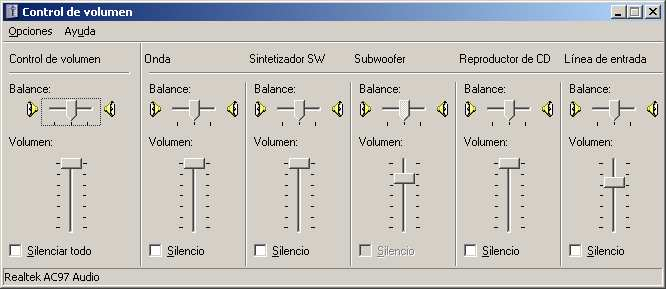 Control de volumen
Opciones Ayuda
Control de volumen Onda Sintetizador SW Subwoofer Reproductor de CD Línea de entrada
Balance: Balance: Balance: Balance: Balance: Balance:
Volumen: Volumen: Volumen: Volumen: Volumen: Volumen:
Silenciar todo Silencio Silencio Silencio Silencio Silencio
Realtek AC97 Audio